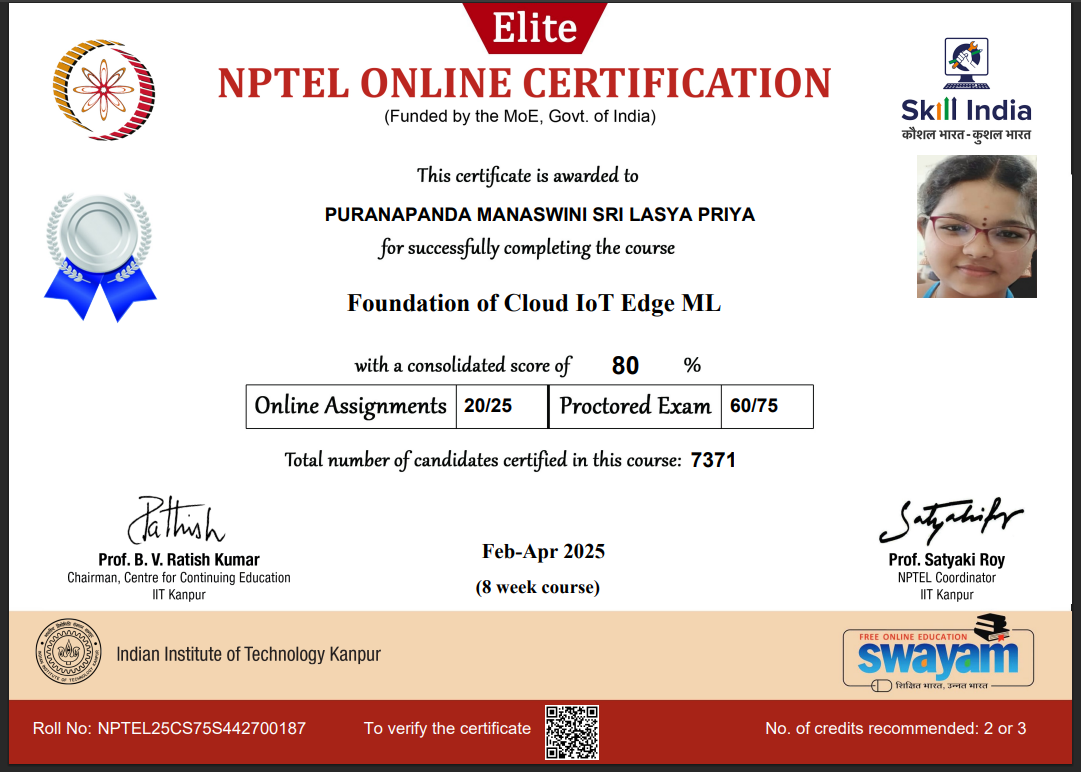 Elite
NPTEL ONLINE CERTIFICATION
(Funded by the MoE, Govt. of India)
Skill India
कौशल भारत - कुशल भारत
This certificate is awarded to
PURANAPANDA MANASWINI SRI LASYA PRIYA
for successfully completing the course
Foundation of Cloud IoT Edge ML
with a consolidated score of 80 %
Online Assignments 20/25 Proctored Exam 60/75
Total number of candidates certified in this course: 7371
Prof. B. V. Ratish Kumar
Chairman, Centre for Continuing Education
IIT Kanpur
Feb-Apr 2025
(8 week course)
Prof. Satyaki Roy
NPTEL Coordinator
IIT Kanpur
Indian Institute of Technology Kanpur
FREE ONLINE EDUCATION
swayam
शिक्षित भारत, उन्नत भारत
Roll No: NPTEL25CS75S442700187
To verify the certificate
No. of credits recommended: 2 or 3